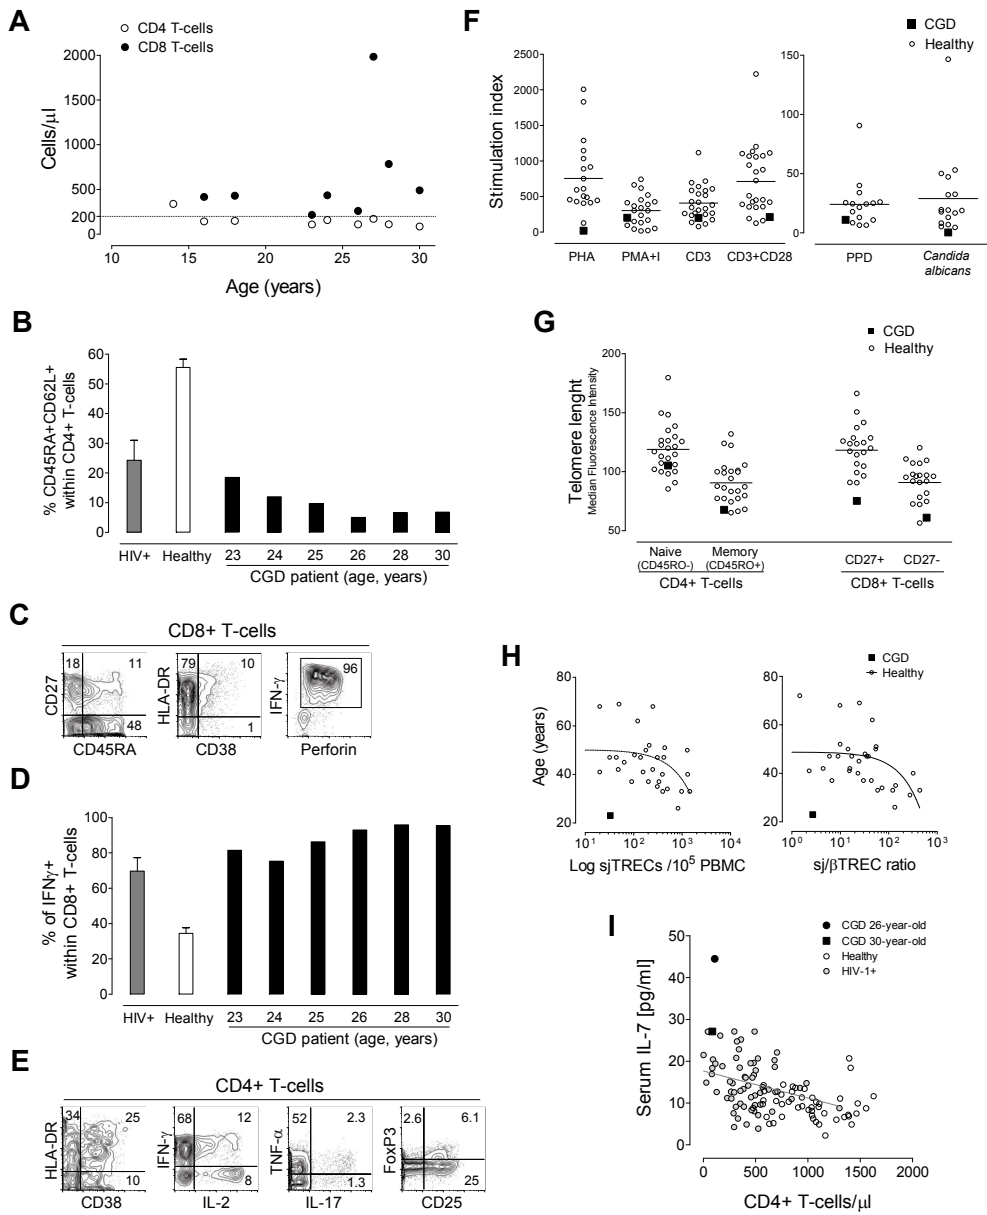 A
CD4 T-cells
CD8 T-cells
Cells/µl
2000
1500
1000
500
200
0
10 15 20 25 30
Age (years)
B
% CD45RA+CD62L+
within CD4+ T-cells
60
50
40
30
20
10
0
HIV+ Healthy 23 24 25 26 28 30
CGD patient (age, years)
C
CD8+ T-cells
18 11
48
CD27
CD45RA
79 10
1
HLA-DR
CD38
96
IFN-γ
Perforin
D
% of IFNγ+
within CD8+ T-cells
100
80
60
40
20
0
HIV+ Healthy 23 24 25 26 28 30
CGD patient (age, years)
E
CD4+ T-cells
34 25
10
HLA-DR
CD38
68 12
8
IFN-γ
IL-2
52 2.3
1.3
TNF-α
IL-17
2.6 6.1
25
FoxP3
CD25
F
CGD
Healthy
Stimulation index
2500
2000
1500
1000
500
0
PHA PMA+I CD3 CD3+CD28
150
100
50
0
PPD Candida
albicans
G
CGD
Healthy
Telomere lenght
Median Fluorescence Intensity
200
150
100
50
Naive Memory
(CD45RO-) (CD45RO+)
CD4+ T-cells
CD27+ CD27-
CD8+ T-cells
H
CGD
Healthy
Age (years)
80
60
40
20
10¹ 10² 10³ 10⁴
Log sjTRECs /10⁵ PBMC
CGD
Healthy
80
60
40
20
10⁰ 10¹ 10² 10³
sj/βTREC ratio
I
CGD 26-year-old
CGD 30-year-old
Healthy
HIV-1+
Serum IL-7 [pg/ml]
50
40
30
20
10
0
0 500 1000 1500 2000
CD4+ T-cells/µl